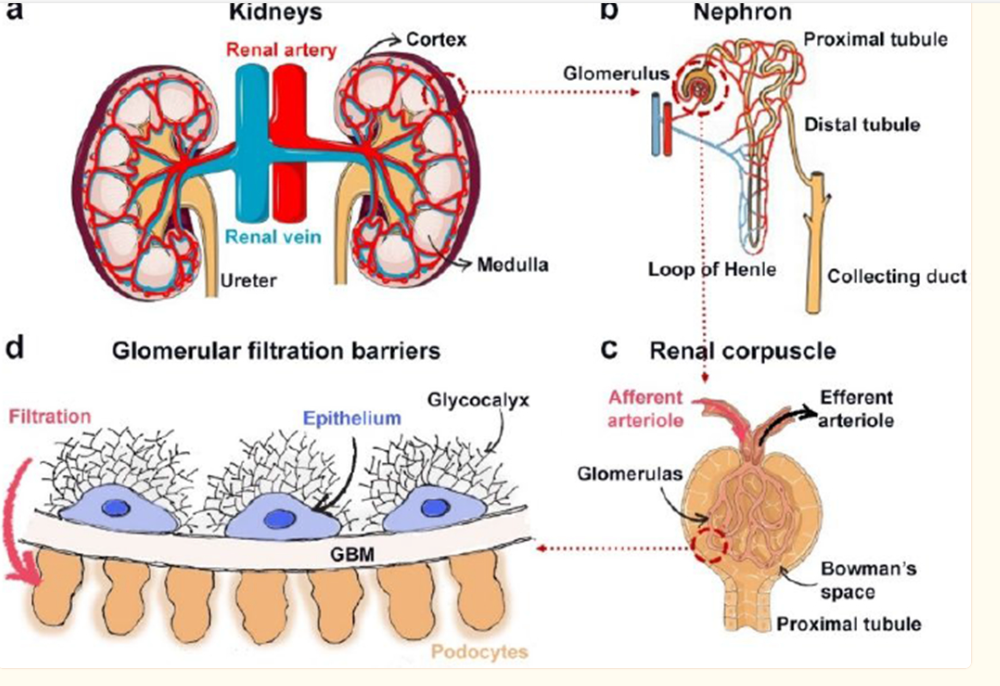 a
Kidneys
Renal artery
Cortex
Renal vein
Ureter
Medulla
b
Nephron
Proximal tubule
Glomerulus
Distal tubule
Loop of Henle
Collecting duct
d
Glomerular filtration barriers
Filtration
Epithelium
Glycocalyx
GBM
Podocytes
c
Renal corpuscle
Afferent
arteriole
Efferent
arteriole
Glomerulas
Bowman's
space
Proximal tubule